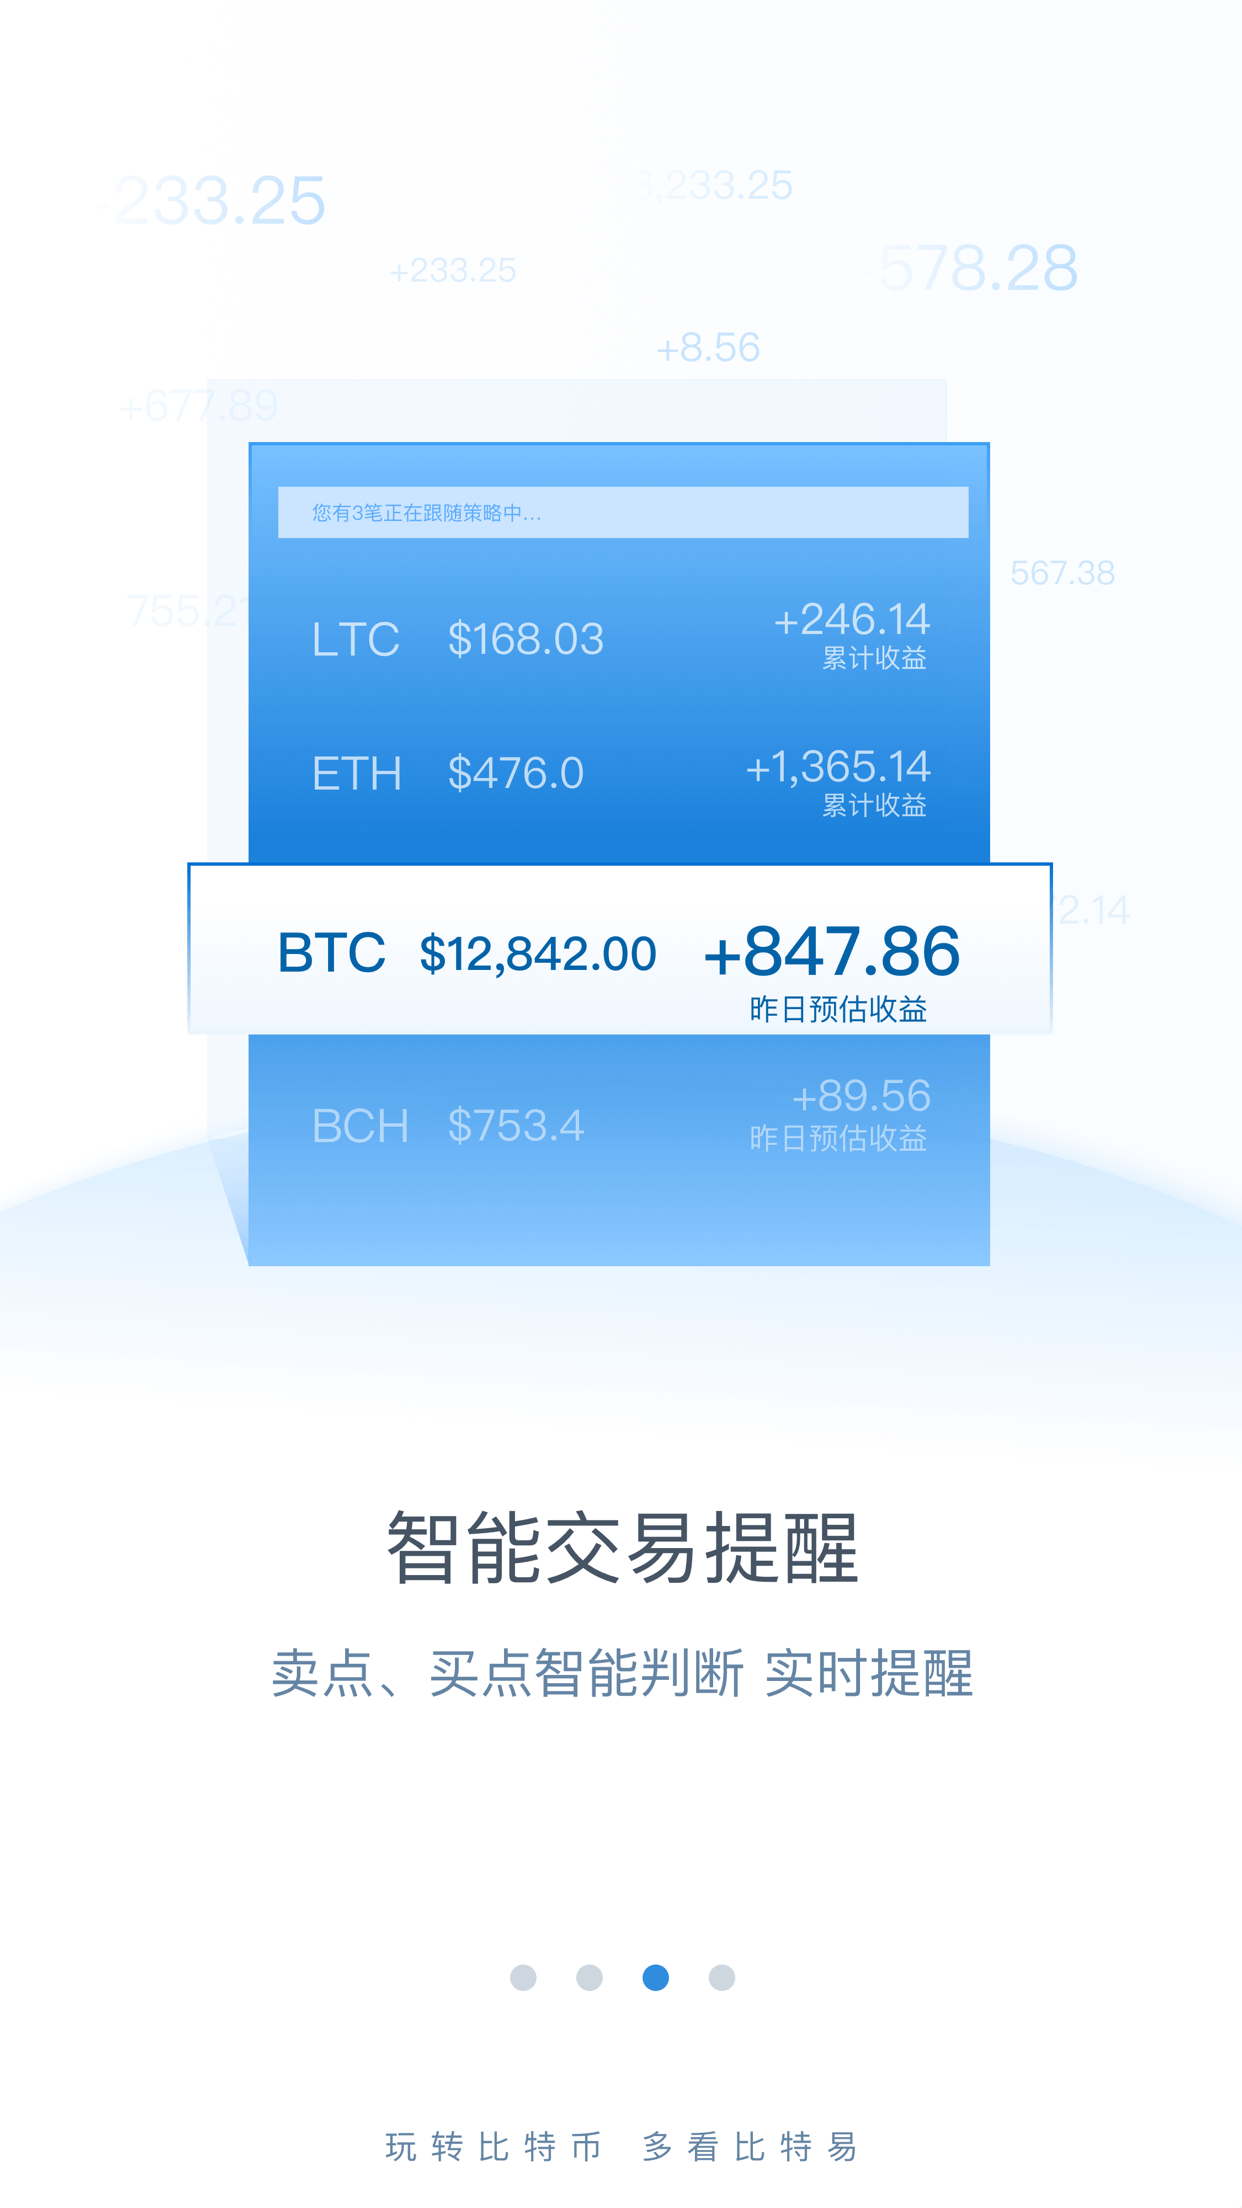 -233.25
3,233.25
+233.25
-578.28
+8.56
+677.89
您有3笔正在跟随策略中...
567.38
LTC $168.03 +246.14
累计收益
ETH $476.0 +1,365.14
累计收益
BTC $12,842.00 +847.86
昨日预估收益
2.14
BCH $753.4 +89.56
昨日预估收益
智能交易提醒
卖点、买点智能判断 实时提醒
玩转比特币 多看比特易